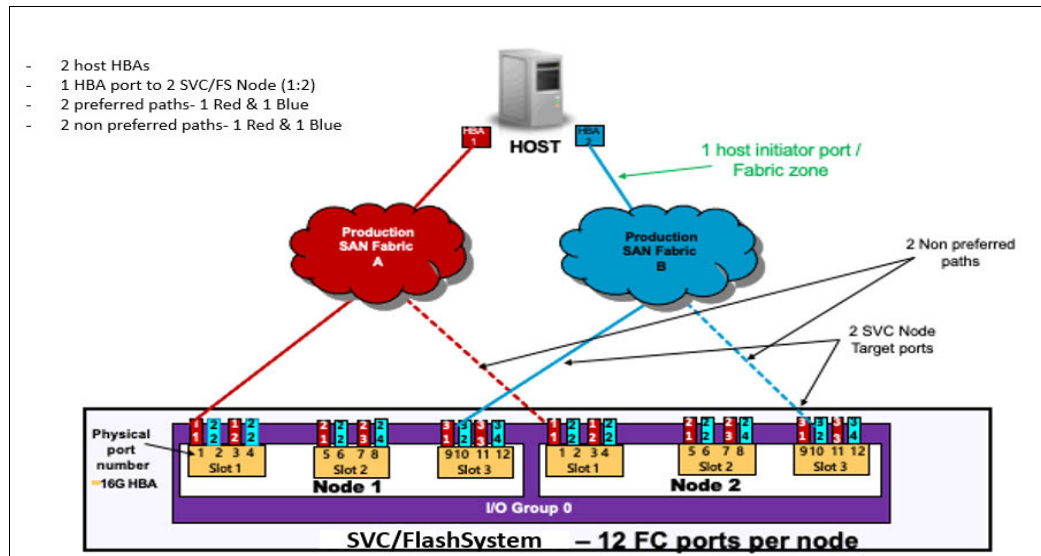 - 2 host HBAs
- 1 HBA port to 2 SVC/FS Node (1:2)
- 2 preferred paths- 1 Red & 1 Blue
- 2 non preferred paths- 1 Red & 1 Blue
HBA
1
HOST
HBA
2
1 host initiator port /
Fabric zone
Production
SAN Fabric
A
Production
SAN Fabric
B
2 Non preferred
paths
2 SVC Node
Target ports
Physical
port
number
16G HBA
1 2 3 4
Slot 1
5 6 7 8
Slot 2
9 10 11 12
Slot 3
Node 1
1 2 3 4
Slot 1
5 6 7 8
Slot 2
9 10 11 12
Slot 3
Node 2
I/O Group 0
SVC/FlashSystem – 12 FC ports per node